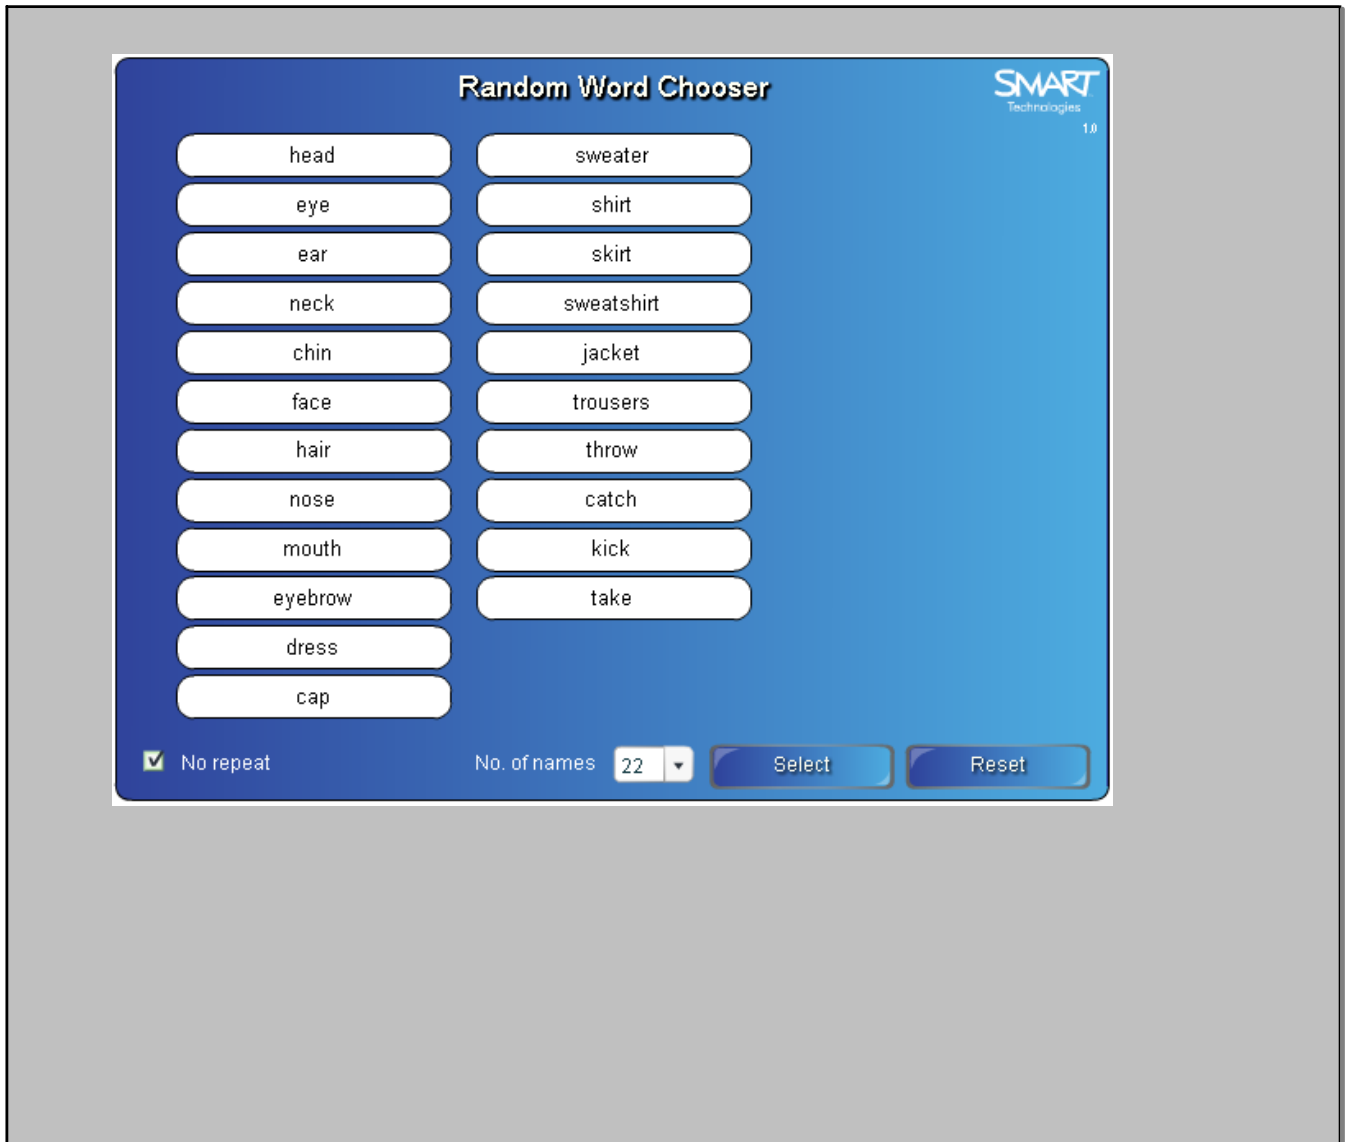 Random Word Chooser
SMART
Technologies
1.0
head
eye
ear
neck
chin
face
hair
nose
mouth
eyebrow
dress
cap
sweater
shirt
skirt
sweatshirt
jacket
trousers
throw
catch
kick
take
No repeat
No. of names 22
Select
Reset